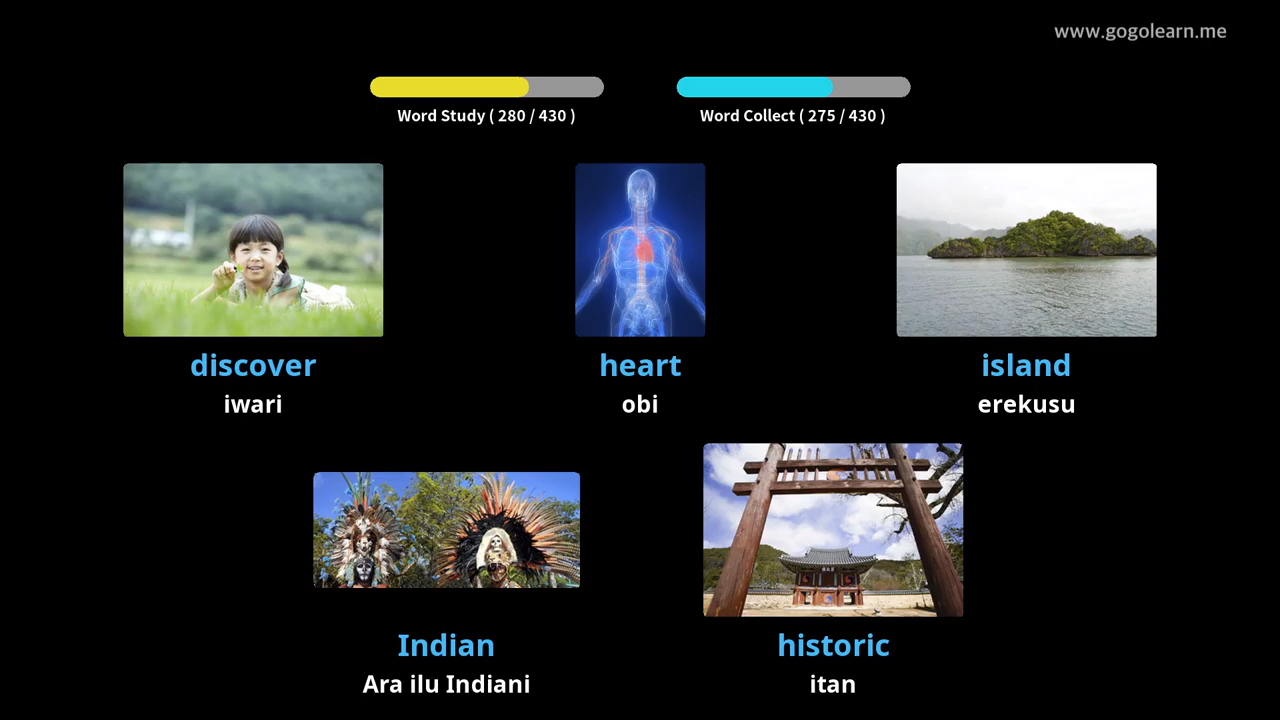 www.gogolearn.me
Word Study ( 280 / 430 )
Word Collect ( 275 / 430 )
discover
iwari
heart
obi
island
erekusu
Indian
Ara ilu Indiani
historic
itan